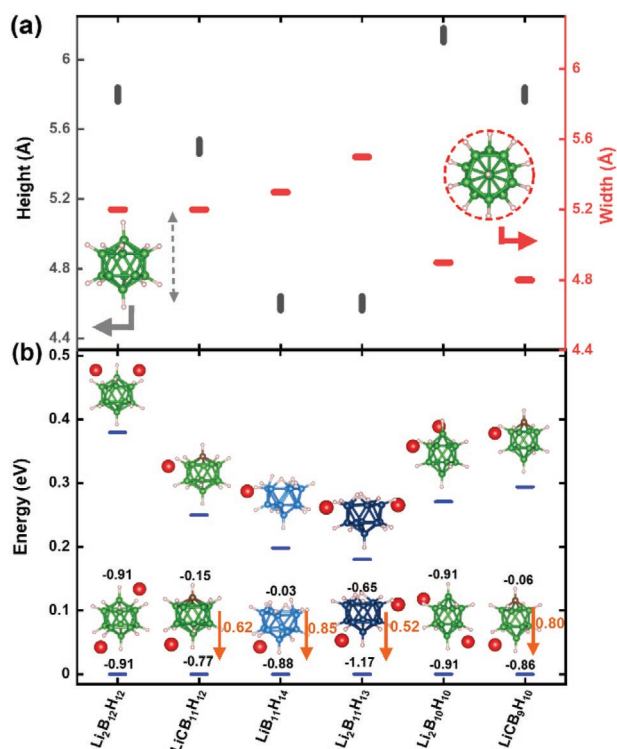 (a)
6
5.6
5.2
4.8
4.4
Height (Å)
6
5.6
5.2
4.8
4.4
Width (Å)
(b)
0.5
0.4
0.3
0.2
0.1
0
Energy (eV)
-0.91 -0.15 -0.03 -0.65 -0.91 -0.06
0.62 0.85 0.52 0.80
-0.91 -0.77 -0.88 -1.17 -0.91 -0.86
Li₂B₁₂H₁₂
LiCB₁₁H₁₂
LiB₁₁H₁₄
Li₂B₁₁H₁₃
Li₂B₁₀H₁₀
LiCB₉H₁₀